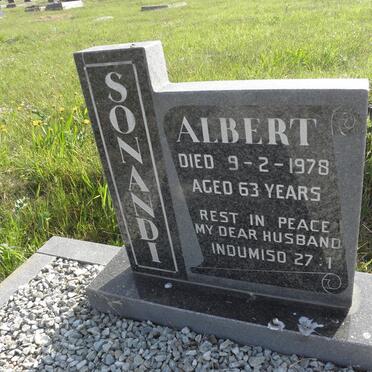 SONANDI
ALBERT
DIED 9-2-1978
AGED 63 YEARS
REST IN PEACE
MY DEAR HUSBAND
INDUMISO 27:1